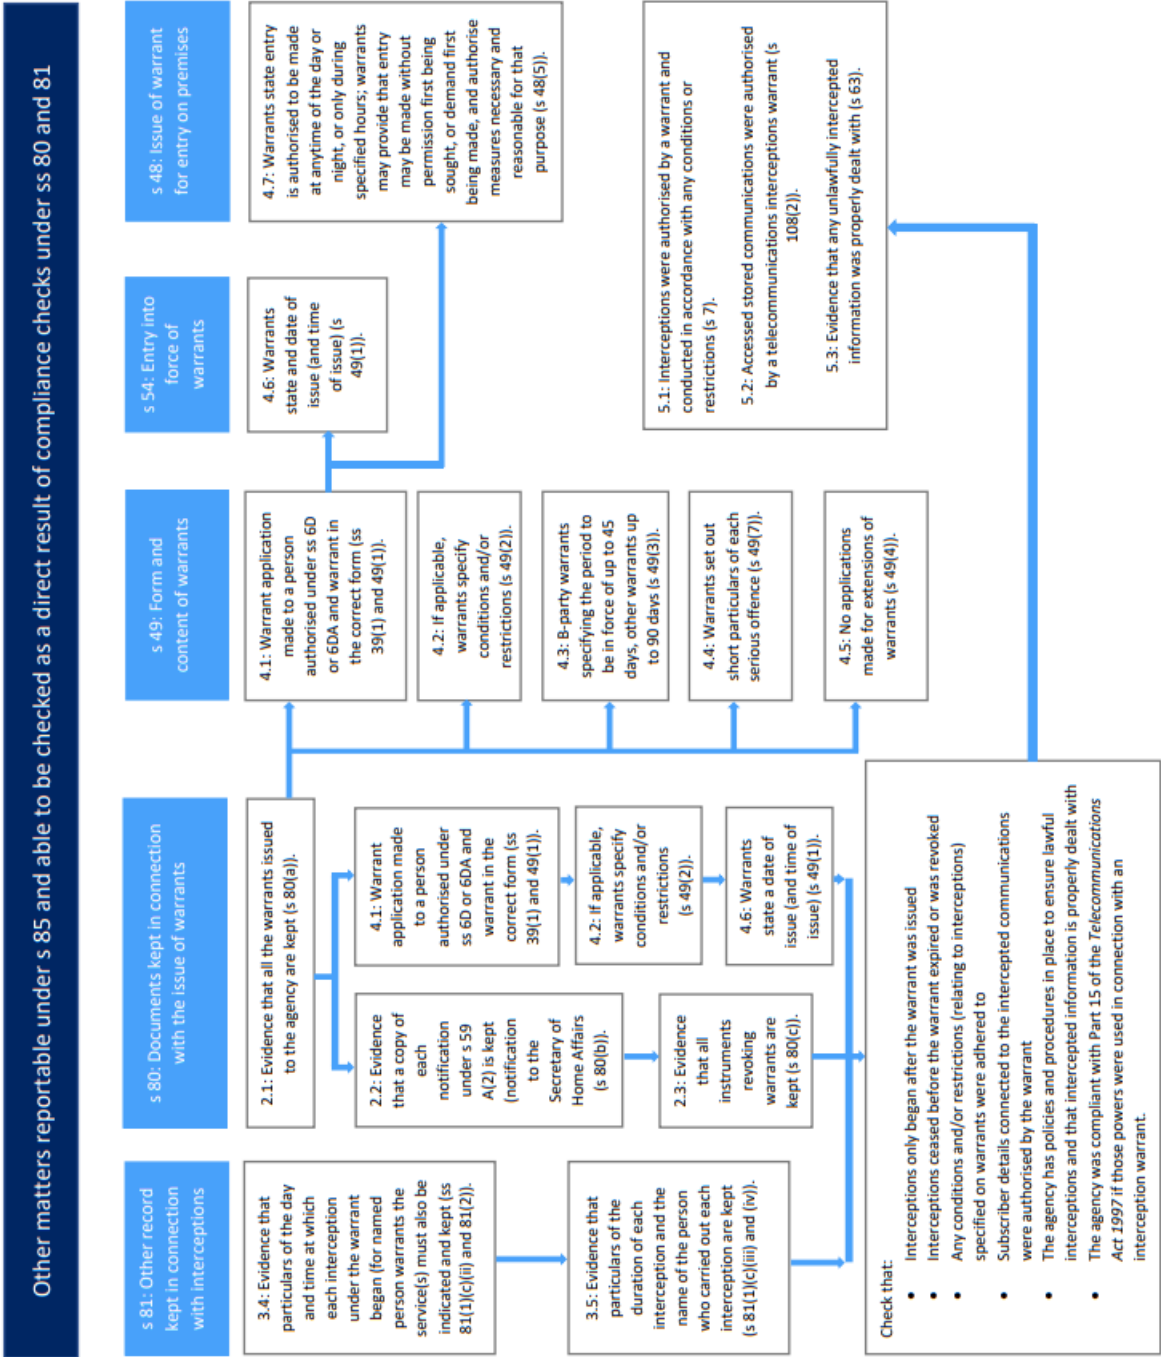 Other matters reportable under s 85 and able to be checked as a direct result of compliance checks under ss 80 and 81
s 81: Other record
kept in connection
with interceptions
3.4: Evidence that
particulars of the day
and time at which
each interception
under the warrant
began (for named
person warrants the
service(s) must also be
indicated and kept (ss
81(1)(c)(ii) and 81(2)).
3.5: Evidence that
particulars of the
duration of each
interception and the
name of the person
who carried out each
interception are kept
(s 81(1)(c)(iii) and (iv)).
s 80: Documents kept in connection
with the issue of warrants
2.1: Evidence that all the warrants issued
to the agency are kept (s 80(a)).
2.2: Evidence
that a copy of
each
notification
under s 59
A(2) is kept
(notification
to the
Secretary of
Home Affairs
(s 80(b)).
2.3: Evidence
that all
instruments
revoking
warrants are
kept (s 80(c)).
4.1: Warrant
application made
to a person
authorised under
ss 6D or 6DA and
warrant in the
correct form (ss
39(1) and 49(1)).
4.2: If applicable,
warrants specify
conditions and/or
restrictions
(s 49(2)).
4.6: Warrants
state a date of
issue (and time of
issue) (s 49(1)).
s 49: Form and
content of warrants
4.1: Warrant application
made to a person
authorised under ss 6D
or 6DA and warrant in
the correct form (ss
39(1) and 49(1)).
4.2: If applicable,
warrants specify
conditions and/or
restrictions (s 49(2)).
4.3: B-party warrants
specifying the period to
be in force of up to 45
days, other warrants up
to 90 days (s 49(3)).
4.4: Warrants set out
short particulars of each
serious offence (s 49(7)).
4.5: No applications
made for extensions of
warrants (s 49(4)).
s 54: Entry into
force of
warrants
4.6: Warrants
state and date of
issue (and time
of issue) (s
49(1)).
s 48: Issue of warrant
for entry on premises
4.7: Warrants state entry
is authorised to be made
at anytime of the day or
night, or only during
specified hours; warrants
may provide that entry
may be made without
permission first being
sought, or demand first
being made, and authorise
measures necessary and
reasonable for that
purpose (s 48(5)).
Check that:
• Interceptions only began after the warrant was issued
• Interceptions ceased before the warrant expired or was revoked
• Any conditions and/or restrictions (relating to interceptions)
specified on warrants were adhered to
• Subscriber details connected to the intercepted communications
were authorised by the warrant
• The agency has policies and procedures in place to ensure lawful
interceptions and that intercepted information is properly dealt with
• The agency was compliant with Part 15 of the Telecommunications
Act 1997 if those powers were used in connection with an
interception warrant.
5.1: Interceptions were authorised by a warrant and
conducted in accordance with any conditions or
restrictions (s 7).
5.2: Accessed stored communications were authorised
by a telecommunications interceptions warrant (s
108(2)).
5.3: Evidence that any unlawfully intercepted
information was properly dealt with (s 63).